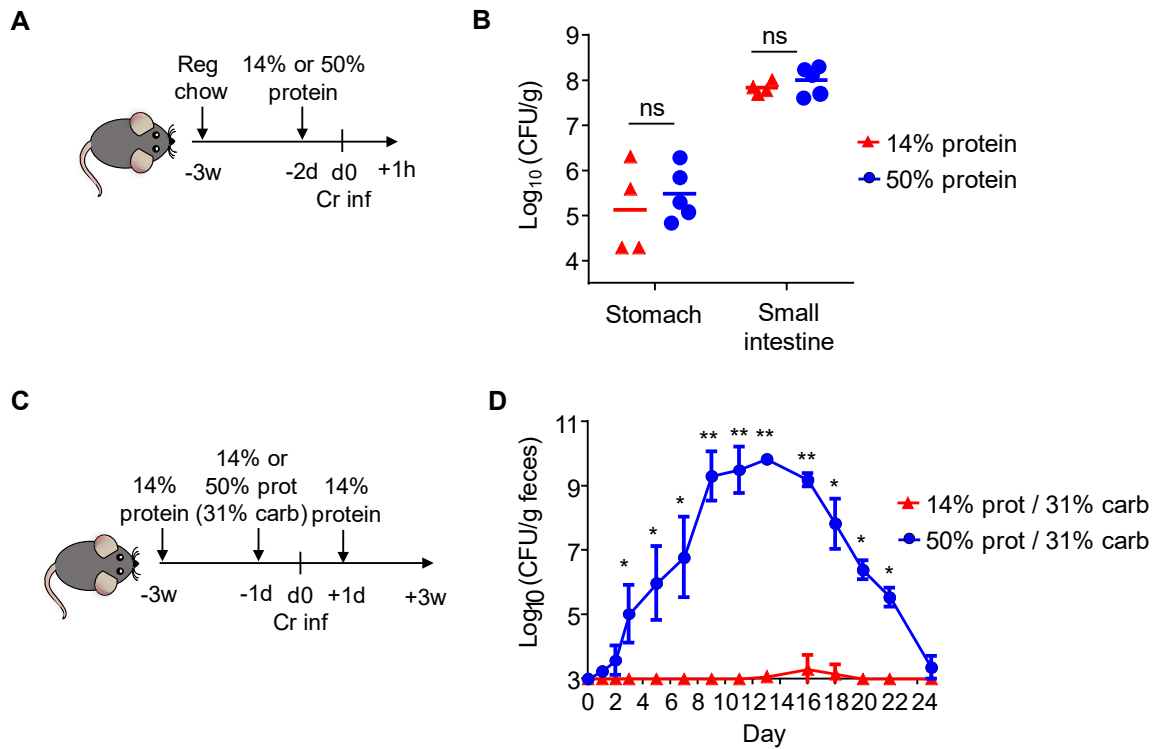 A
Reg
chow
14% or 50%
protein
-3w
-2d
d0
+1h
Cr inf
B
Log10 (CFU/g)
9
8
7
6
5
4
ns
ns
Stomach
Small
intestine
14% protein
50% protein
C
14%
protein
14% or
50% prot
(31% carb)
14%
protein
-3w
-1d
d0
+1d
+3w
Cr inf
D
Log10 (CFU/g feces)
11
9
7
5
3
* * * ** ** ** ** * * *
0 2 4 6 8 10 12 14 16 18 20 22 24
Day
14% prot / 31% carb
50% prot / 31% carb